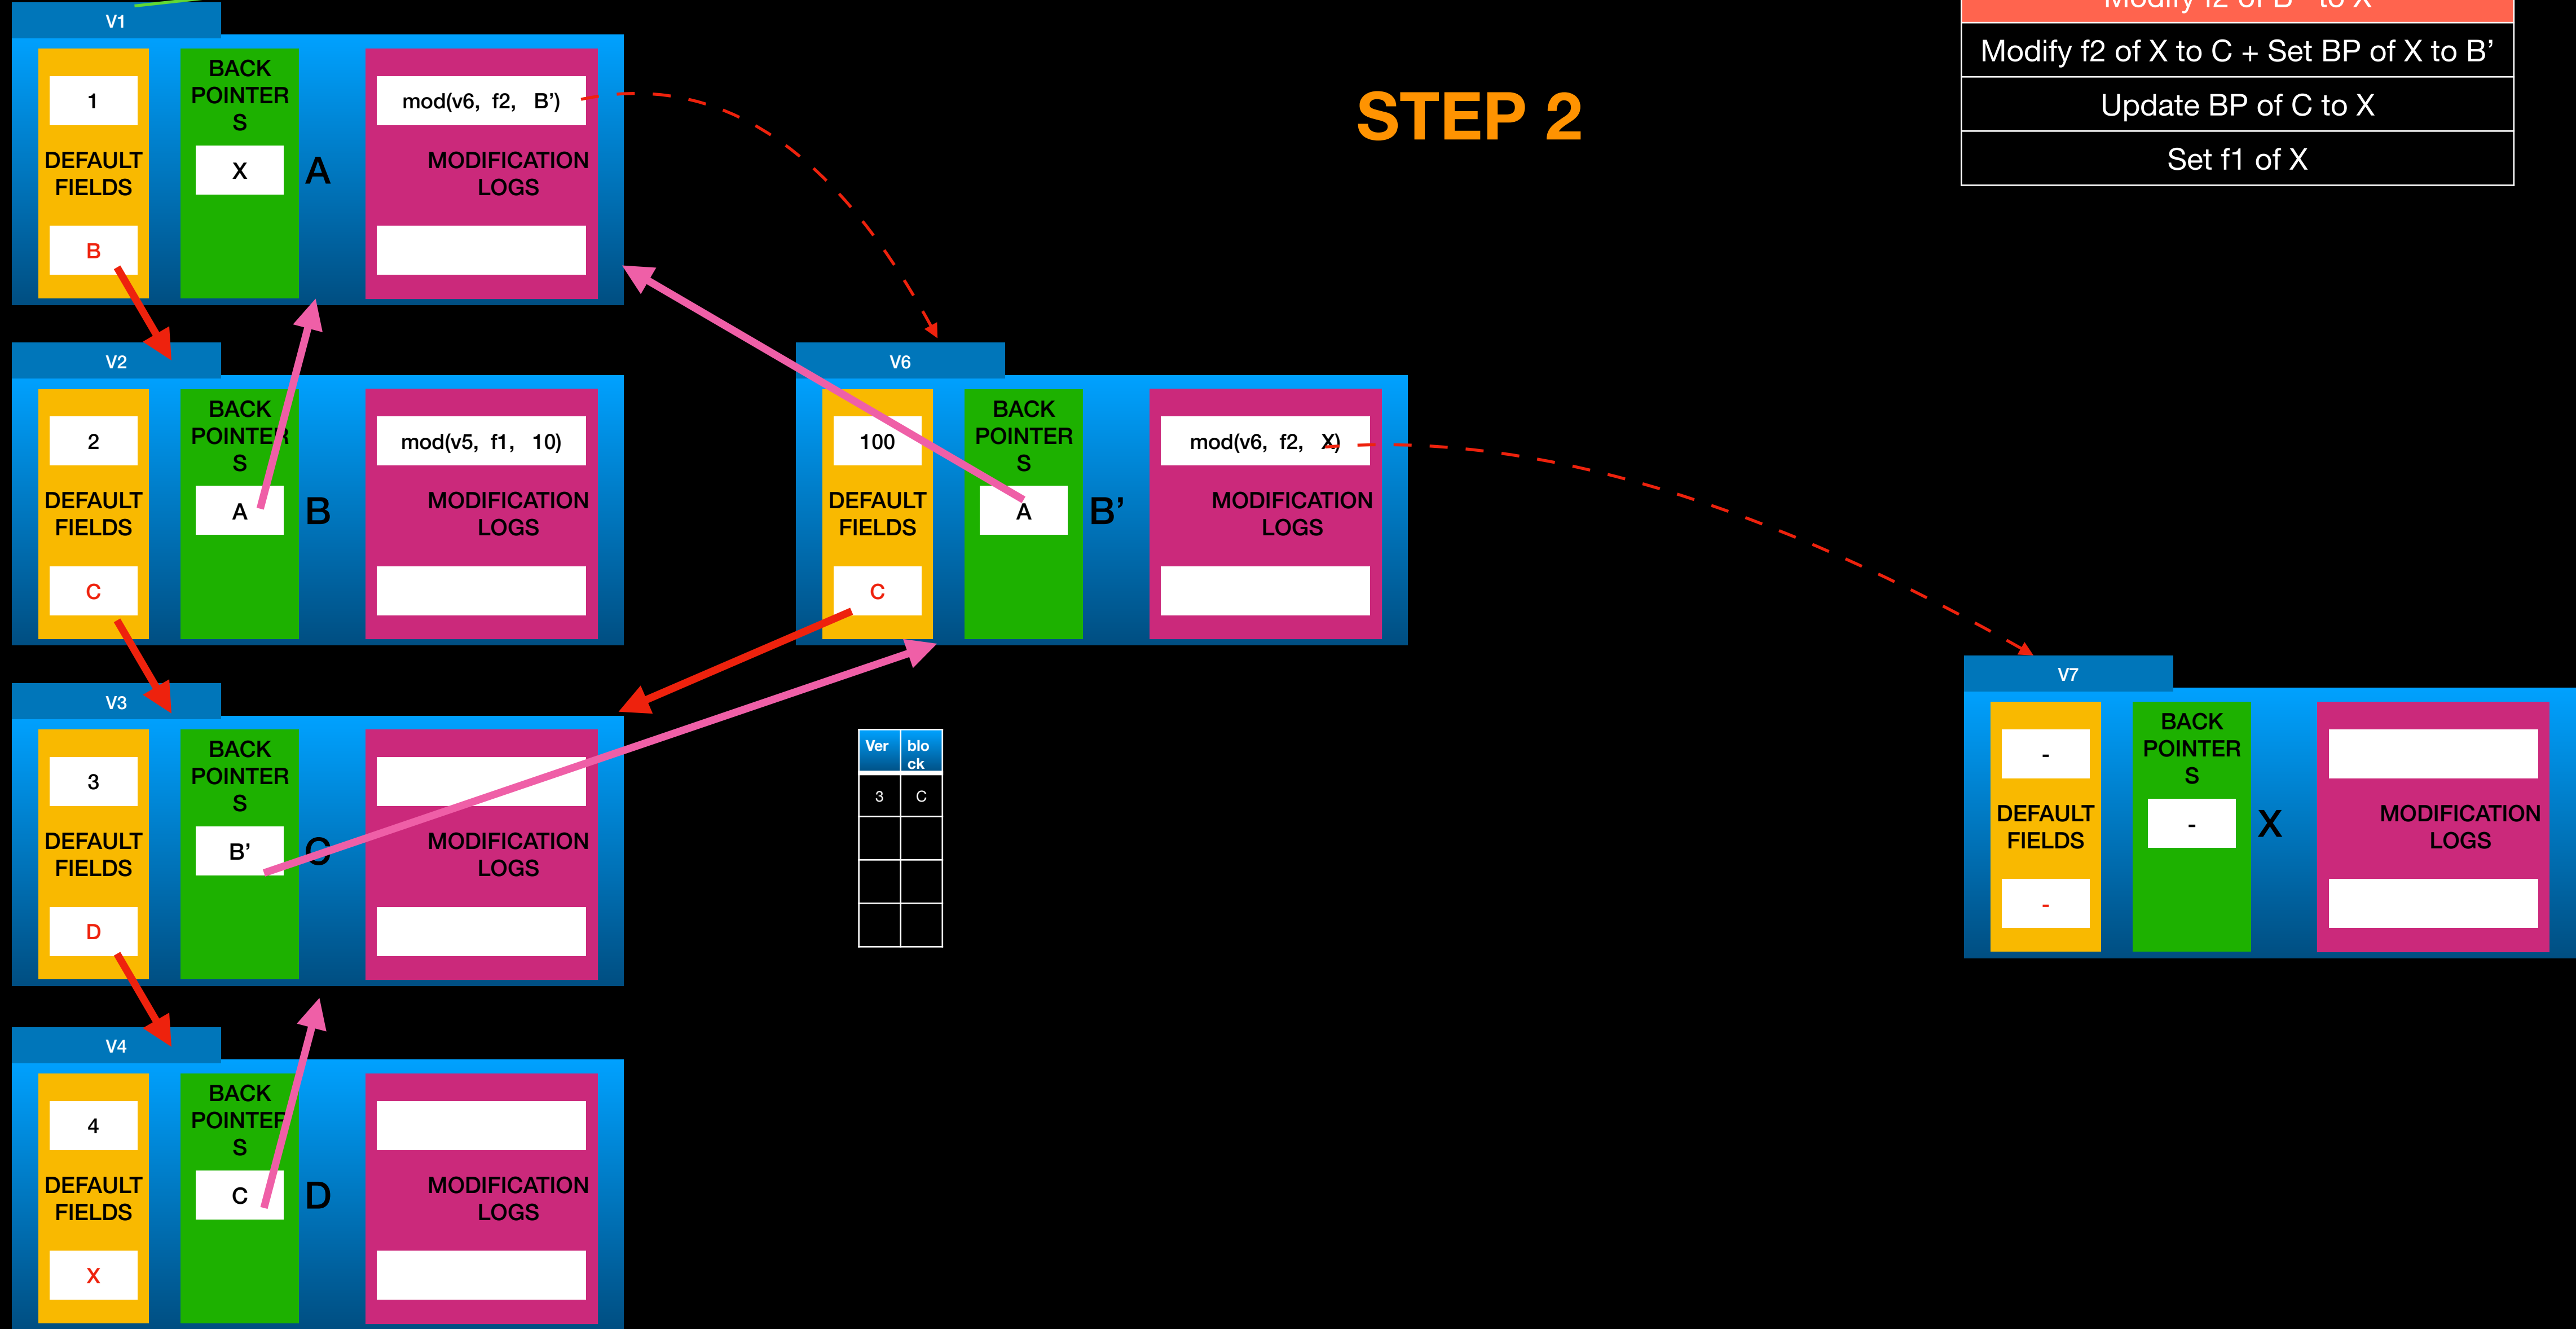 V1
1
DEFAULT
FIELDS
B
BACK
POINTER
S
X
A
mod(v6, f2, B’)
MODIFICATION
LOGS
STEP 2
Modify f2 of B’ to X
Modify f2 of X to C + Set BP of X to B’
Update BP of C to X
Set f1 of X
V2
2
DEFAULT
FIELDS
C
BACK
POINTER
S
A
B
mod(v5, f1, 10)
MODIFICATION
LOGS
V6
100
DEFAULT
FIELDS
C
BACK
POINTER
S
A
B’
mod(v6, f2, X)
MODIFICATION
LOGS
V3
3
DEFAULT
FIELDS
D
BACK
POINTER
S
B’
C
MODIFICATION
LOGS
Ver
blo
ck
3 C
V7
-
DEFAULT
FIELDS
-
BACK
POINTER
S
-
X
MODIFICATION
LOGS
V4
4
DEFAULT
FIELDS
X
BACK
POINTER
S
C
D
MODIFICATION
LOGS